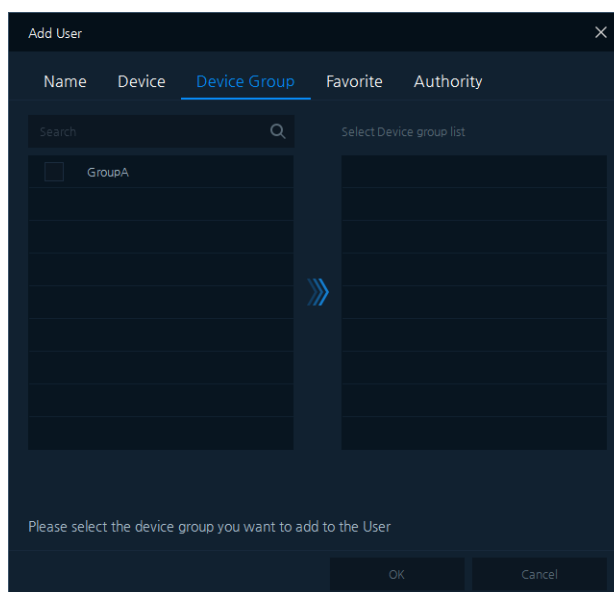 Add User
Name Device Device Group Favorite Authority
Search
Select Device group list
GroupA
Please select the device group you want to add to the User
OK Cancel